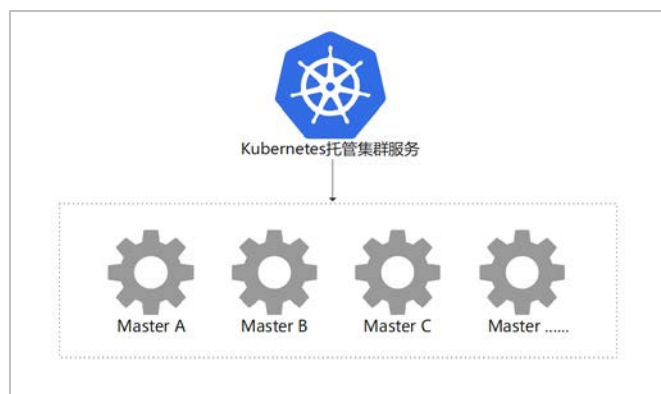 Kubernetes托管集群服务
Master A
Master B
Master C
Master ......